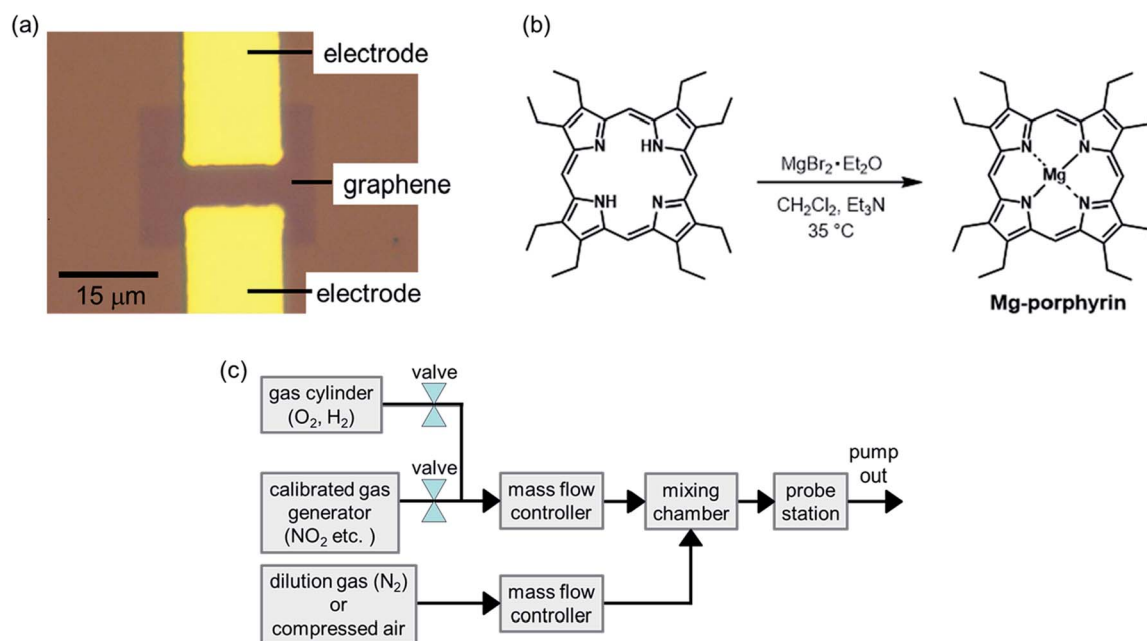 (a)
electrode
graphene
electrode
15 μm
(b)
N
HN
NH
N
MgBr₂·Et₂O
CH₂Cl₂, Et₃N
35 °C
N
N
Mg
N
N
Mg-porphyrin
(c)
valve
gas cylinder
(O₂, H₂)
valve
calibrated gas
generator
(NO₂ etc. )
mass flow
controller
mixing
chamber
probe
station
pump
out
dilution gas (N₂)
or
compressed air
mass flow
controller